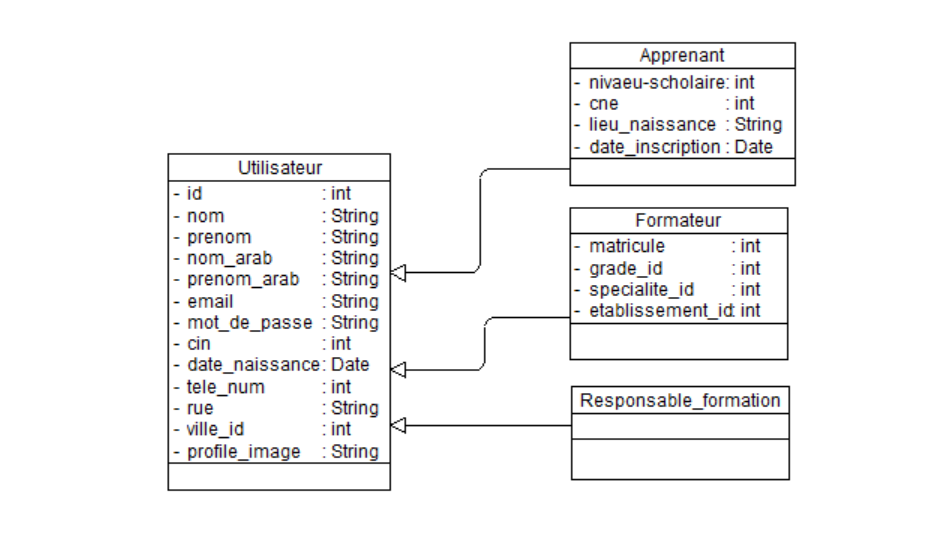 Utilisateur
- id : int
- nom : String
- prenom : String
- nom_arab : String
- prenom_arab : String
- email : String
- mot_de_passe : String
- cin : int
- date_naissance : Date
- tele_num : int
- rue : String
- ville_id : int
- profile_image : String
Apprenant
- nivaeu-scholaire : int
- cne : int
- lieu_naissance : String
- date_inscription : Date
Formateur
- matricule : int
- grade_id : int
- specialite_id : int
- etablissement_id : int
Responsable_formation